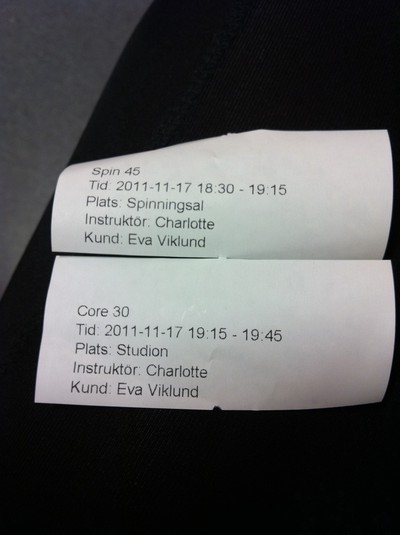 Spin 45
Tid: 2011-11-17 18:30 - 19:15
Plats: Spinningsal
Instruktör: Charlotte
Kund: Eva Viklund
Core 30
Tid: 2011-11-17 19:15 - 19:45
Plats: Studion
Instruktör: Charlotte
Kund: Eva Viklund